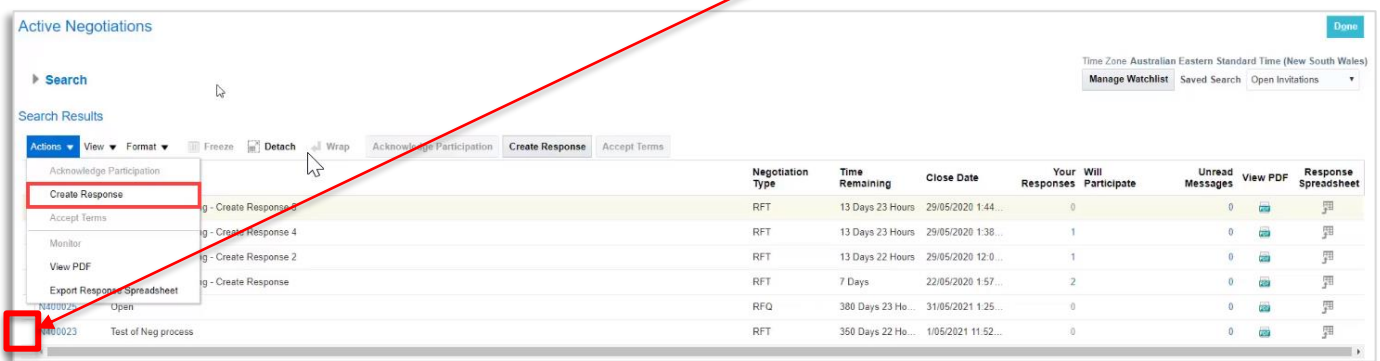 Active Negotiations
Done
Time Zone Australian Eastern Standard Time (New South Wales)
Search
Manage Watchlist Saved Search Open Invitations
Search Results
Actions View Format Freeze Detach Wrap Acknowledge Participation Create Response Accept Terms
Acknowledge Participation
Create Response
Accept Terms
Monitor
View PDF
Export Response Spreadsheet
Negotiation Type Time Remaining Close Date Your Responses Will Participate Unread Messages View PDF Response Spreadsheet
g - Create Response 5 RFT 13 Days 23 Hours 29/05/2020 1:44... 0 0
ng - Create Response 4 RFT 13 Days 23 Hours 29/05/2020 1:38... 1 0
ng - Create Response 2 RFT 13 Days 22 Hours 29/05/2020 12:0... 1 0
ng - Create Response RFT 7 Days 22/05/2020 1:57... 2 0
N400025 Open RFQ 380 Days 23 Ho... 31/05/2021 1:25... 0 0
N400023 Test of Neg process RFT 350 Days 22 Ho... 1/05/2021 11:52... 0 0